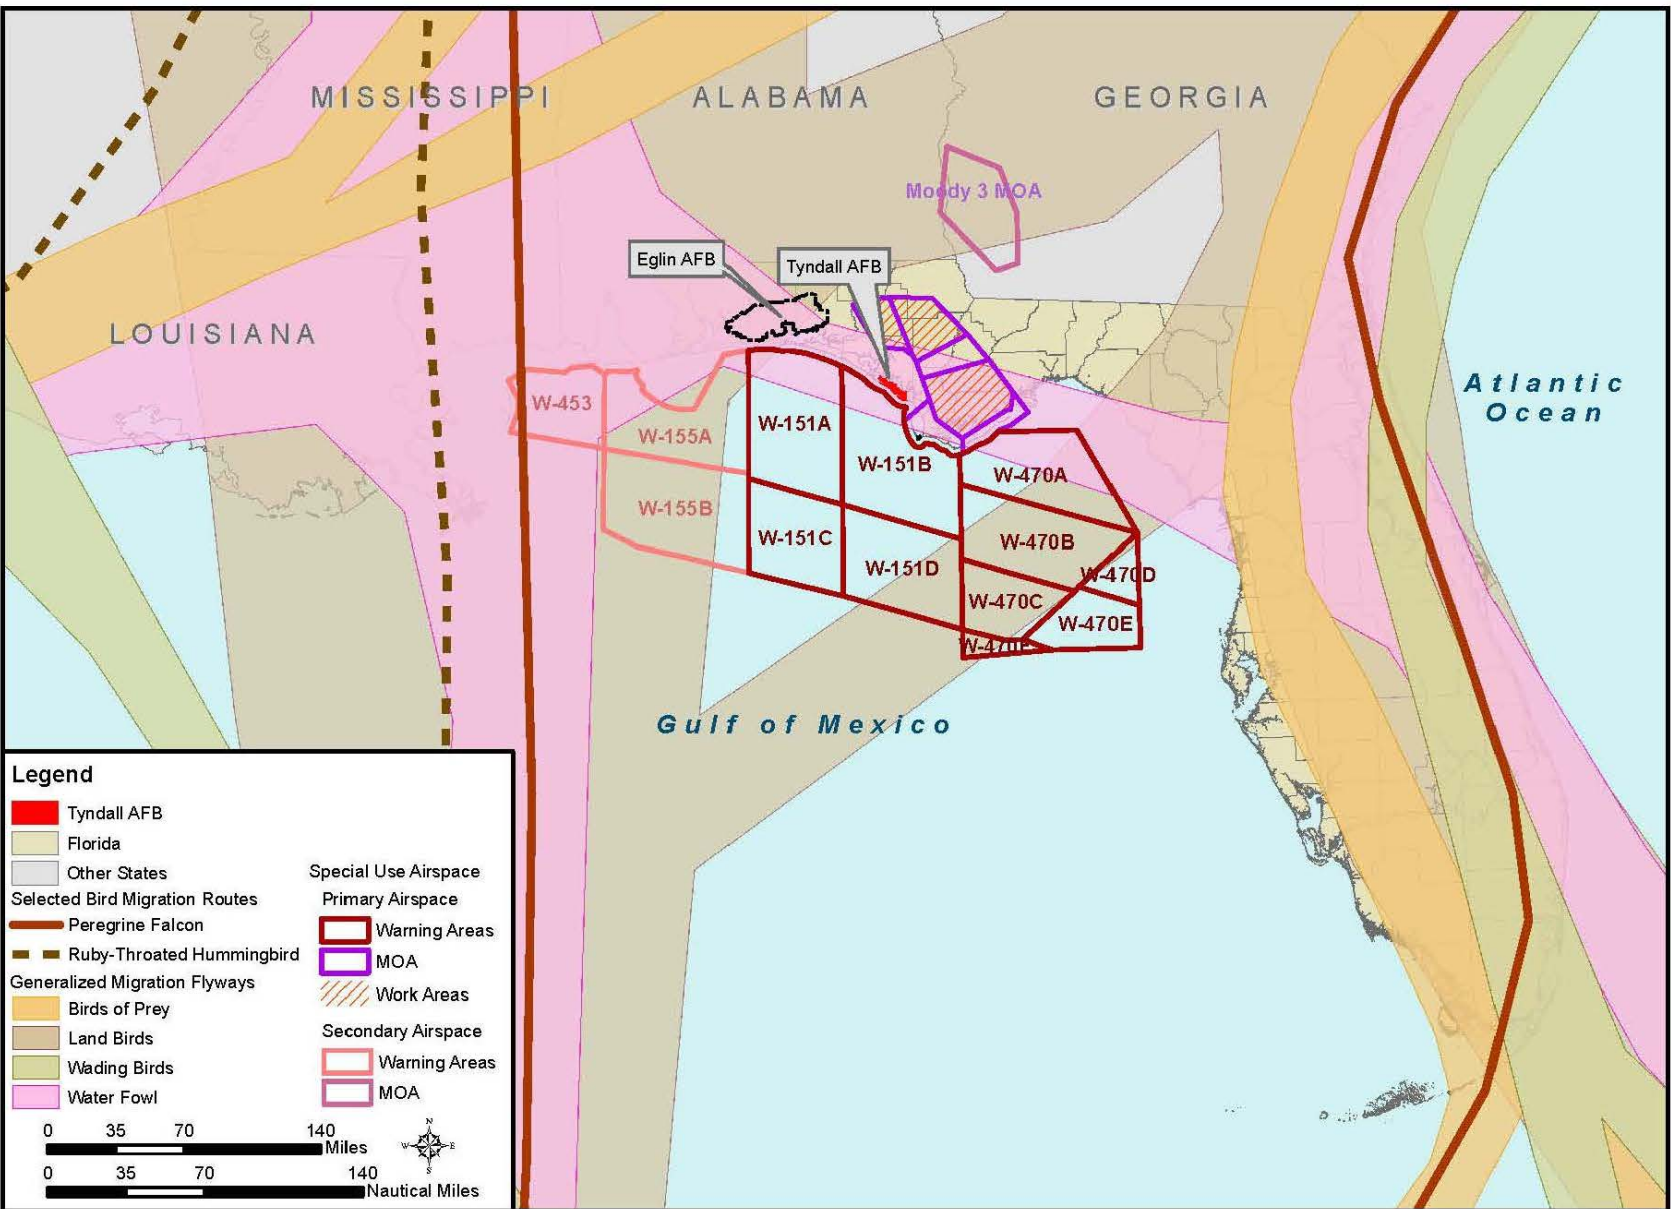 MISSISSIPPI
ALABAMA
GEORGIA
Moody 3 MOA
Eglin AFB
Tyndall AFB
LOUISIANA
Atlantic
Ocean
W-453
W-155A
W-151A
W-151B
W-470A
W-155B
W-151C
W-151D
W-470B
W-470D
W-470C
W-470E
W-470F
Gulf of Mexico
Legend
Tyndall AFB
Florida
Other States
Selected Bird Migration Routes
Peregrine Falcon
Ruby-Throated Hummingbird
Generalized Migration Flyways
Birds of Prey
Land Birds
Wading Birds
Water Fowl
Special Use Airspace
Primary Airspace
Warning Areas
MOA
Work Areas
Secondary Airspace
Warning Areas
MOA
0 35 70 140
Miles
0 35 70 140
Nautical Miles
N
W E
S